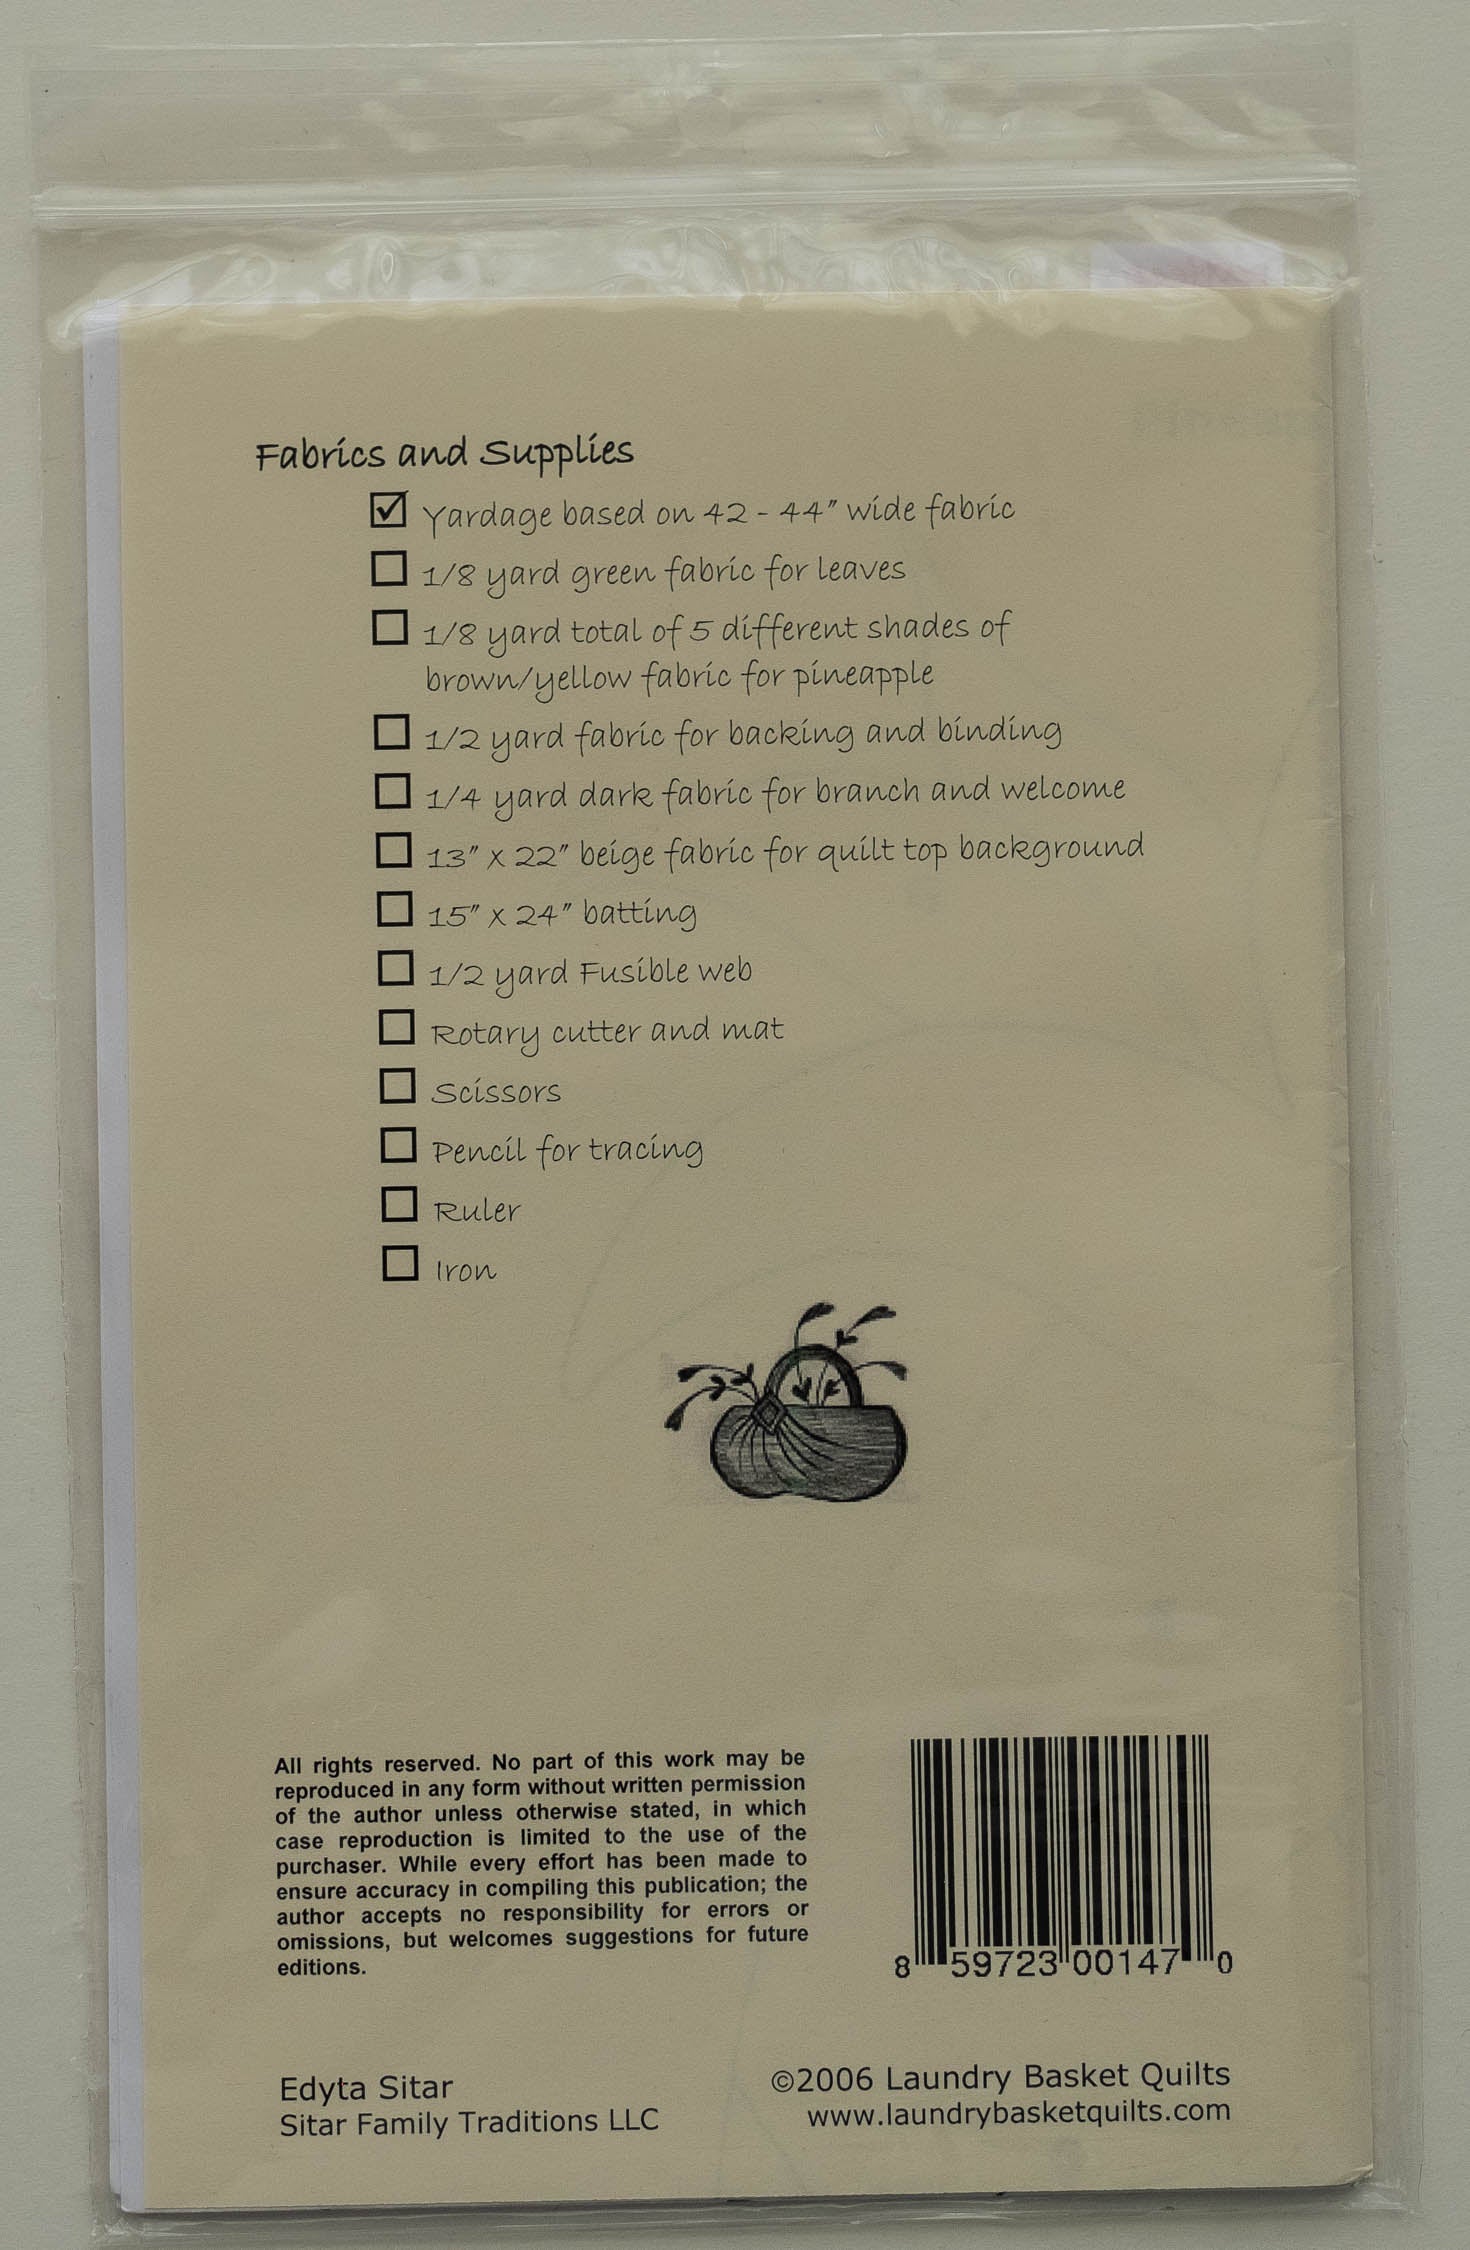 Fabrics and Supplies
Yardage based on 42 - 44" wide fabric
1/8 yard green fabric for leaves
1/8 yard total of 5 different shades of
brown/yellow fabric for pineapple
1/2 yard fabric for backing and binding
1/4 yard dark fabric for branch and welcome
13" x 22" beige fabric for quilt top background
15" x 24" batting
1/2 yard Fusible web
Rotary cutter and mat
Scissors
Pencil for tracing
Ruler
Iron
All rights reserved. No part of this work may be
reproduced in any form without written permission
of the author unless otherwise stated, in which
case reproduction is limited to the use of the
purchaser. While every effort has been made to
ensure accuracy in compiling this publication; the
author accepts no responsibility for errors or
omissions, but welcomes suggestions for future
editions.
8 59723 00147 0
Edyta Sitar
Sitar Family Traditions LLC
©2006 Laundry Basket Quilts
www.laundrybasketquilts.com